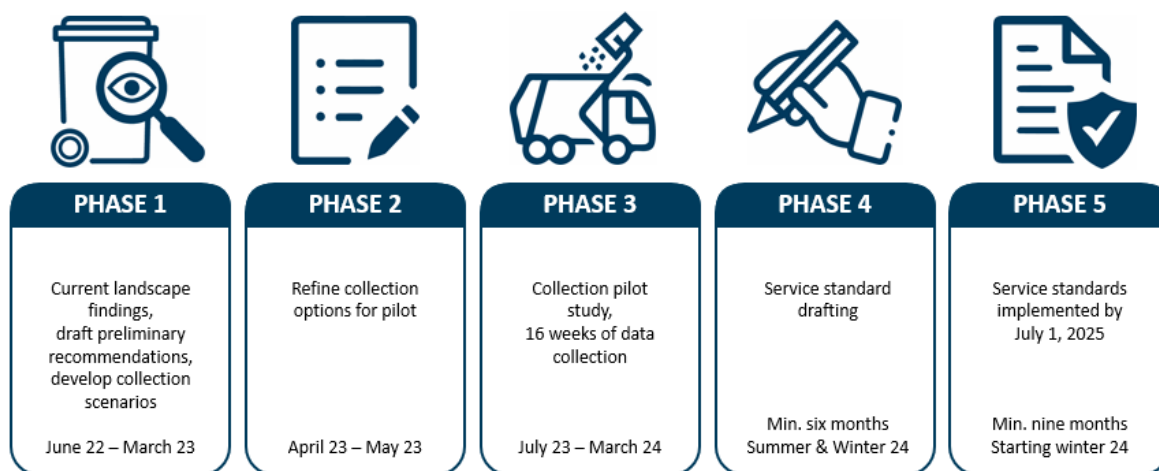 PHASE 1
Current landscape
findings,
draft preliminary
recommendations,
develop collection
scenarios
June 22 – March 23
PHASE 2
Refine collection
options for pilot
April 23 – May 23
PHASE 3
Collection pilot
study,
16 weeks of data
collection
July 23 – March 24
PHASE 4
Service standard
drafting
Min. six months
Summer & Winter 24
PHASE 5
Service standards
implemented by
July 1, 2025
Min. nine months
Starting winter 24